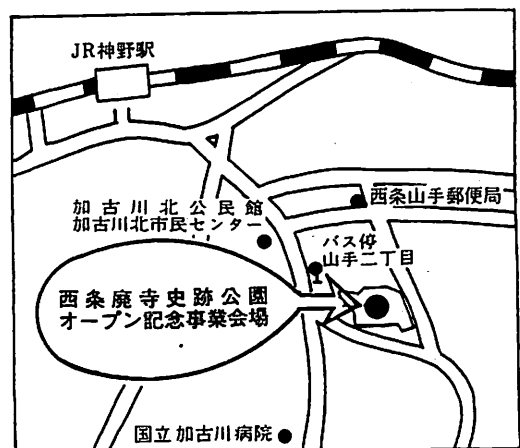 JR神野駅
西条山手郵便局
加古川北公民館
加古川北市民センター
バス停
山手二丁目
西条廃寺史跡公園
オープン記念事業会場
国立加古川病院